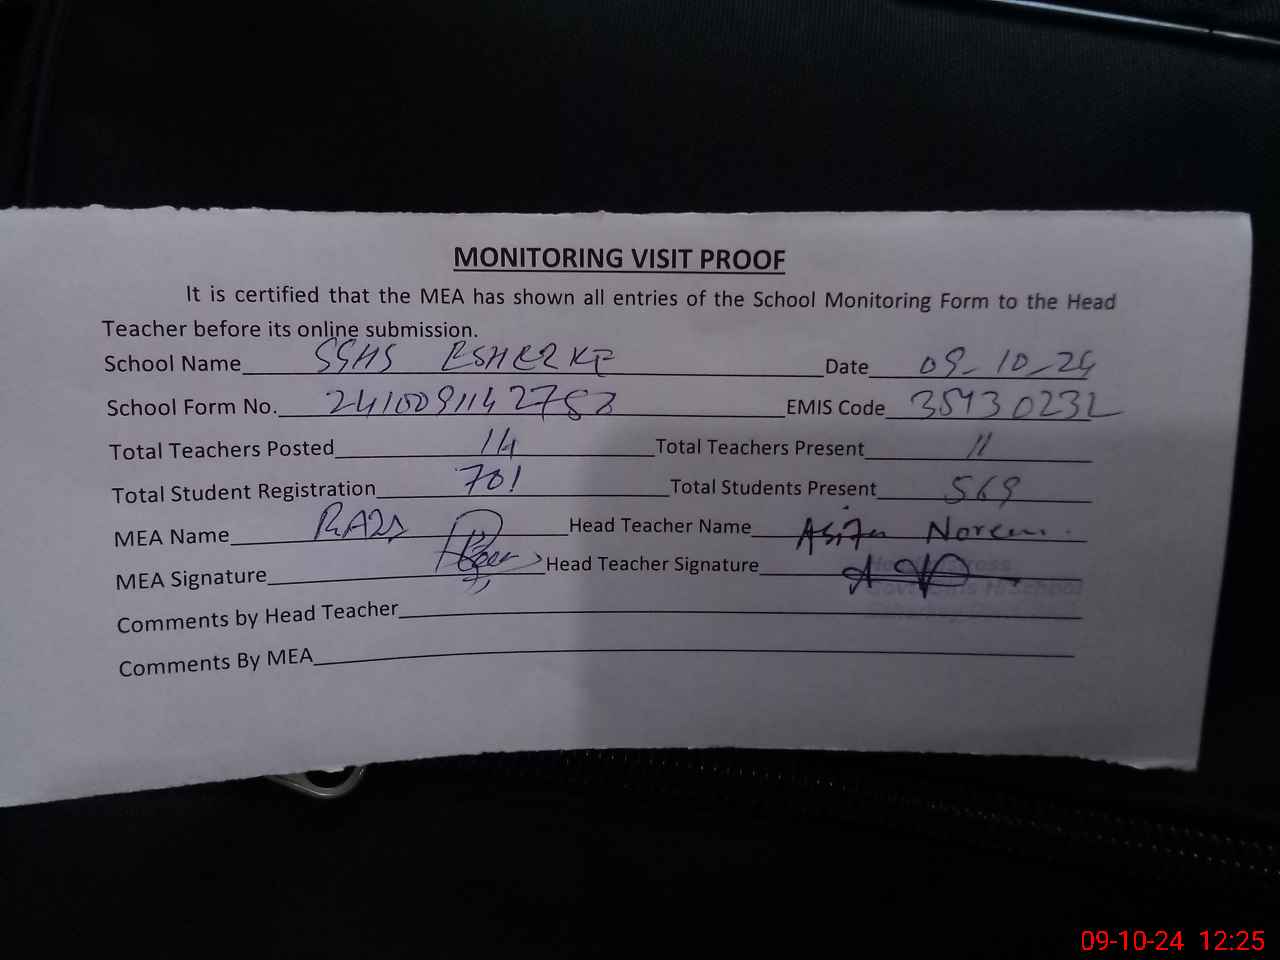 MONITORING VISIT PROOF
It is certified that the MEA has shown all entries of the School Monitoring Form to the Head
Teacher before its online submission.
School Name Date 09-10-24
School Form No. EMIS Code 35430232
Total Teachers Posted 14 Total Teachers Present 11
Total Student Registration 701 Total Students Present 569
MEA Name Head Teacher Name Noreen
MEA Signature Head Teacher Signature
Comments by Head Teacher
Comments By MEA
09-10-24 12:25